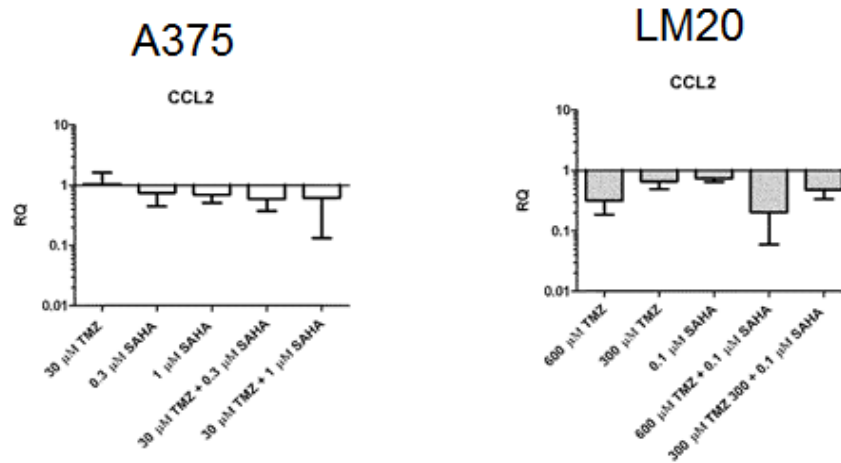 A375
CCL2
10
1
0.1
0.01
RQ
30 µM TMZ
0.3 µM SAHA
1 µM SAHA
30 µM TMZ + 0.3 µM SAHA
30 µM TMZ + 1 µM SAHA
LM20
CCL2
10
1
0.1
0.01
RQ
600 µM TMZ
300 µM TMZ
0.1 µM SAHA
600 µM TMZ + 0.1 µM SAHA
300 µM TMZ 300 + 0.1 µM SAHA